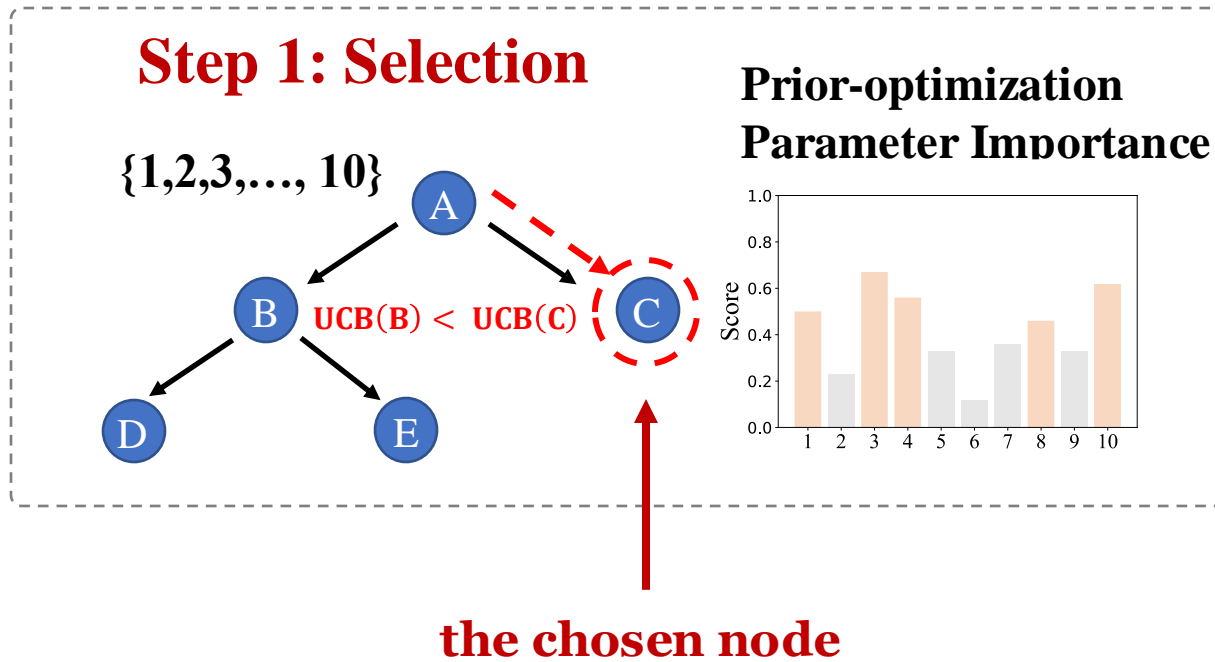 Step 1: Selection
Prior-optimization
Parameter Importance
{1,2,3,…, 10}
A
B
UCB(B) < UCB(C)
C
D
E
1.0
0.8
0.6
0.4
0.2
0.0
Score
1 2 3 4 5 6 7 8 9 10
the chosen node